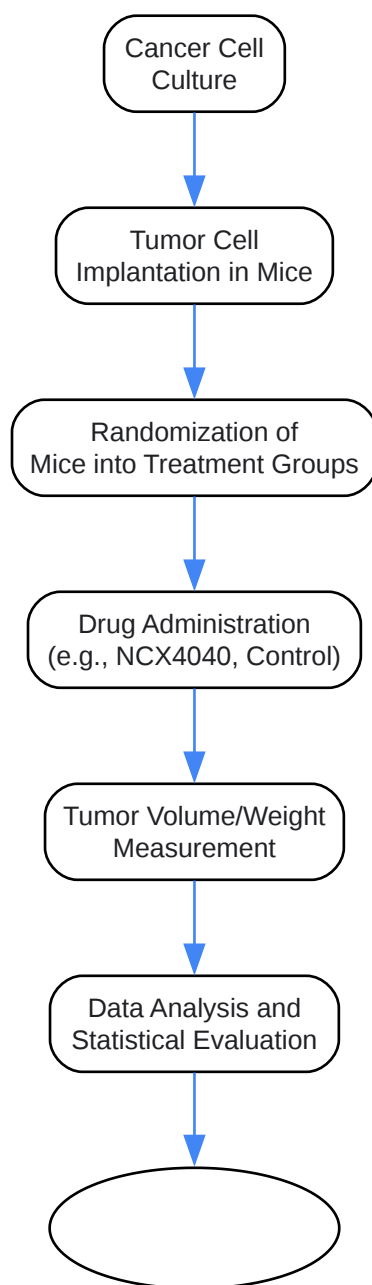 Cancer Cell
Culture
Tumor Cell
Implantation in Mice
Randomization of
Mice into Treatment Groups
Drug Administration
(e.g., NCX4040, Control)
Tumor Volume/Weight
Measurement
Data Analysis and
Statistical Evaluation